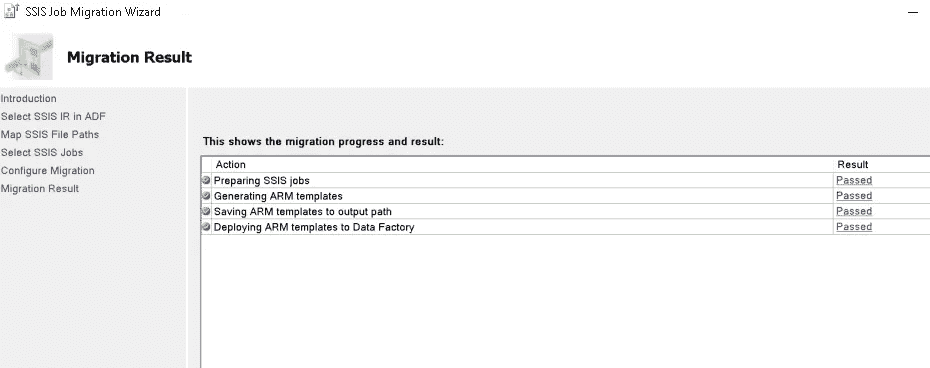 SSIS Job Migration Wizard
Migration Result
Introduction
Select SSIS IR in ADF
Map SSIS File Paths
Select SSIS Jobs
Configure Migration
Migration Result
This shows the migration progress and result:
Action Result
Preparing SSIS jobs Passed
Generating ARM templates Passed
Saving ARM templates to output path Passed
Deploying ARM templates to Data Factory Passed